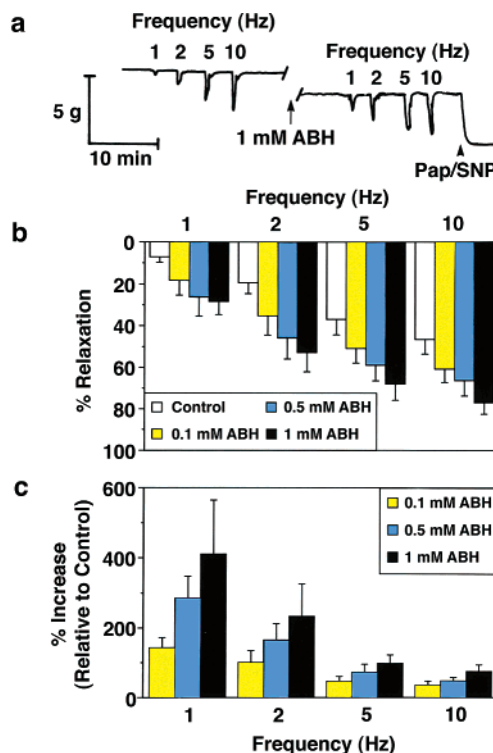 a
Frequency (Hz)
1 2 5 10
Frequency (Hz)
1 2 5 10
5 g
10 min
1 mM ABH
Pap/SNP
Frequency (Hz)
b
1 2 5 10
% Relaxation
0
20
40
60
80
100
Control
0.1 mM ABH
0.5 mM ABH
1 mM ABH
c
% Increase
(Relative to Control)
600
400
200
0
0.1 mM ABH
0.5 mM ABH
1 mM ABH
1 2 5 10
Frequency (Hz)